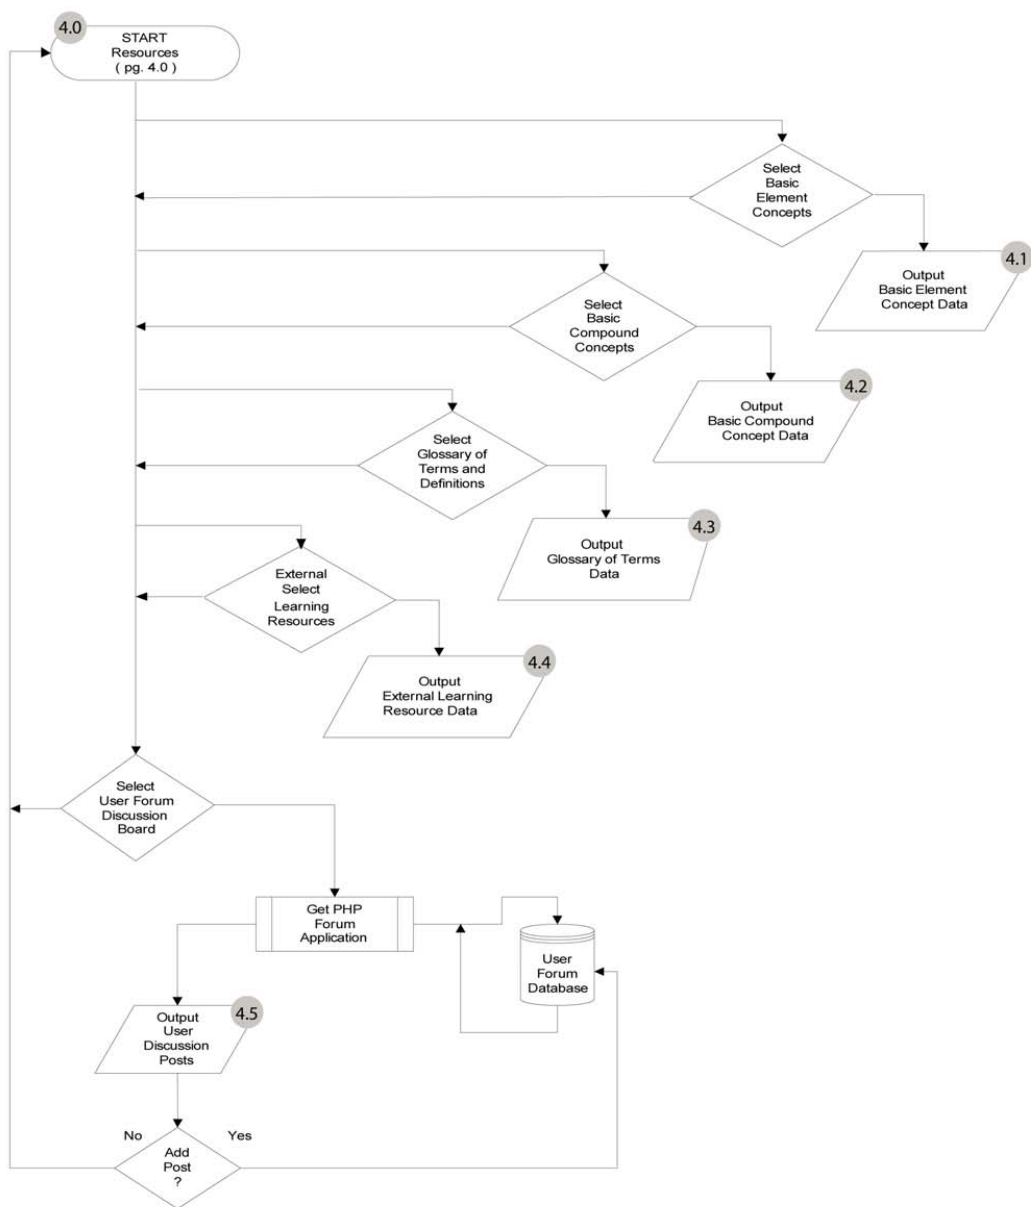 4.0
START
Resources
( pg. 4.0 )
Select
Basic
Element
Concepts
4.1
Output
Basic Element
Concept Data
Select
Basic
Compound
Concepts
4.2
Output
Basic Compound
Concept Data
Select
Glossary of
Terms and
Definitions
4.3
Output
Glossary of Terms
Data
External
Select
Learning
Resources
4.4
Output
External Learning
Resource Data
Select
User Forum
Discussion
Board
Get PHP
Forum
Application
User
Forum
Database
4.5
Output
User
Discussion
Posts
No
Yes
Add
Post
?